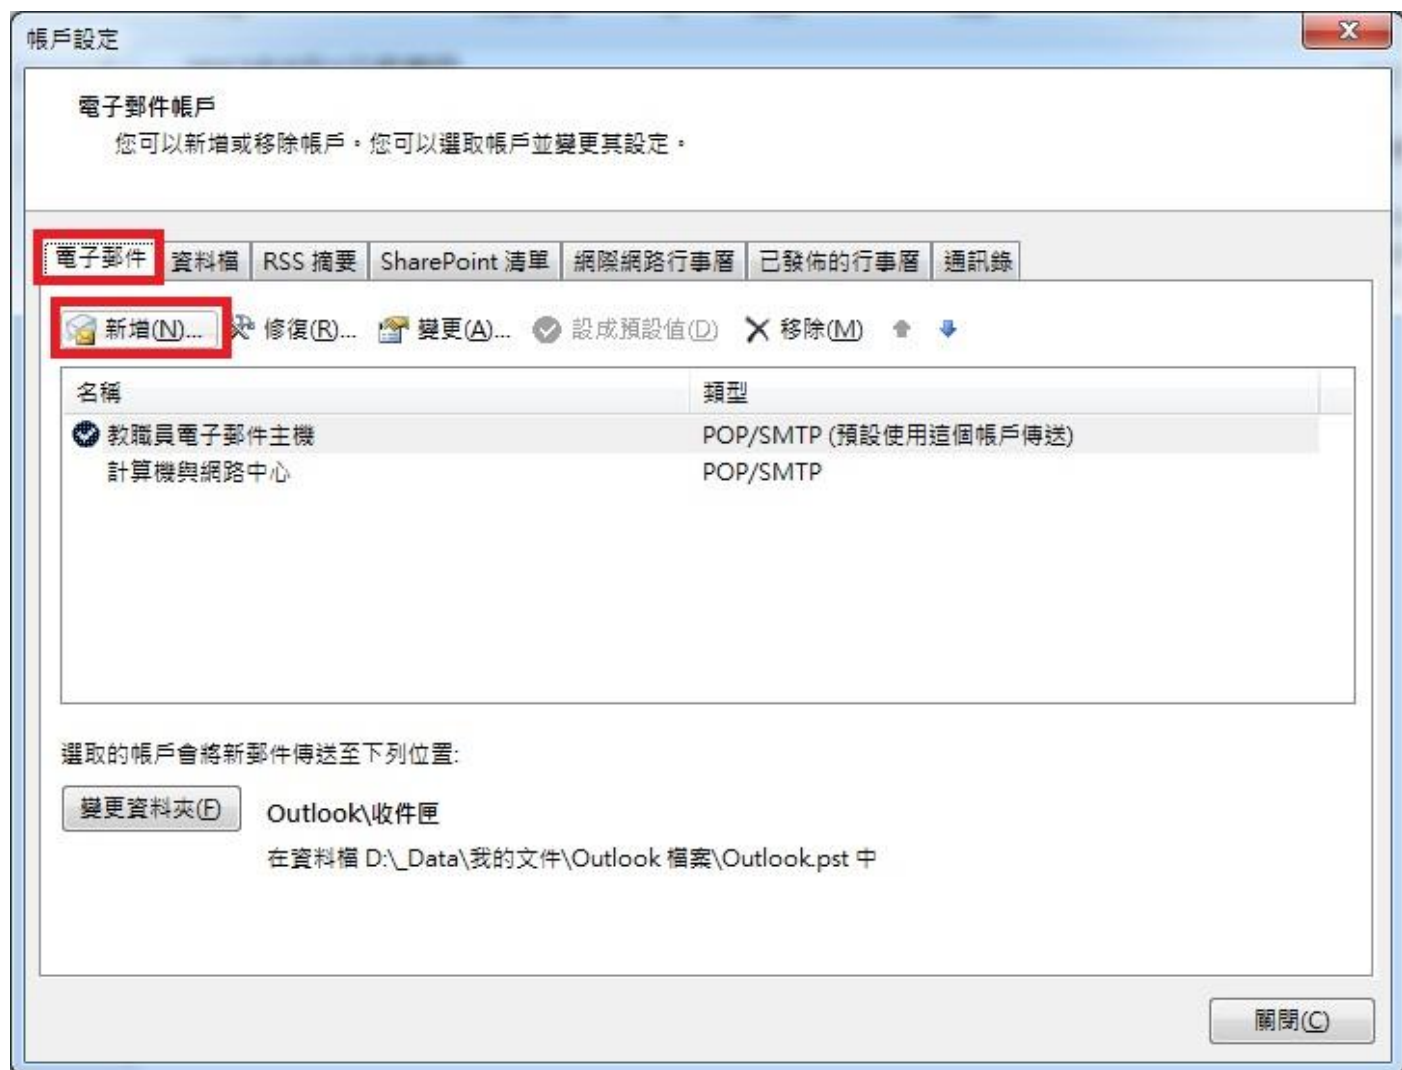 帳戶設定
電子郵件帳戶
您可以新增或移除帳戶。您可以選取帳戶並變更其設定。
電子郵件 資料檔 RSS 摘要 SharePoint 清單 網際網路行事曆 已發佈的行事曆 通訊錄
新增(N)... 修復(R)... 變更(A)... 設成預設值(D) 移除(M)
名稱 類型
教職員電子郵件主機 POP/SMTP (預設使用這個帳戶傳送)
計算機與網路中心 POP/SMTP
選取的帳戶會將新郵件傳送至下列位置:
變更資料夾(F) Outlook\收件匣
在資料檔 D:\_Data\我的文件\Outlook 檔案\Outlook.pst 中
關閉(C)